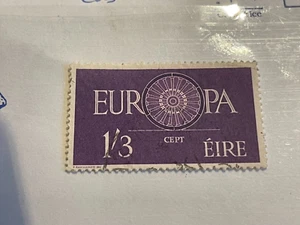 EUROPA
1/3
CEPT
ÉIRE